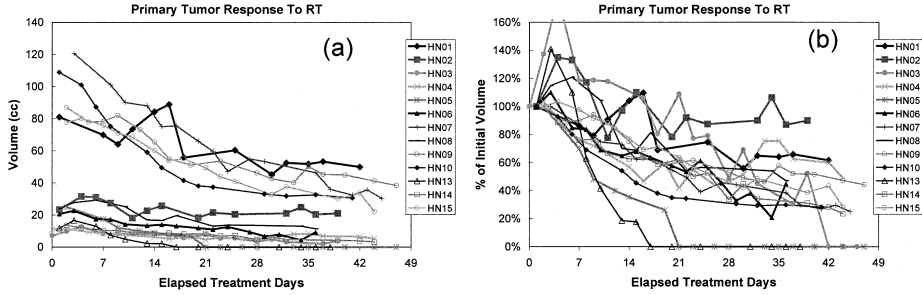 Primary Tumor Response To RT
(a)
Volume (cc)
140
120
100
80
60
40
20
0
0 7 14 21 28 35 42 49
Elapsed Treatment Days
HN01
HN02
HN03
HN04
HN05
HN06
HN07
HN08
HN09
HN10
HN13
HN14
HN15
Primary Tumor Response To RT
(b)
% of Initial Volume
160%
140%
120%
100%
80%
60%
40%
20%
0%
0 7 14 21 28 35 42 49
Elapsed Treatment Days
HN01
HN02
HN03
HN04
HN05
HN06
HN07
HN08
HN09
HN10
HN13
HN14
HN15